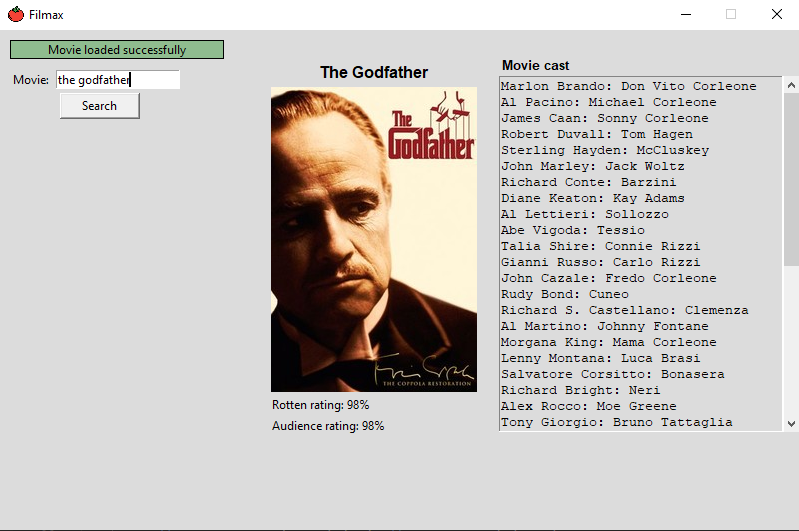 Filmax
Movie loaded successfully
Movie: the godfather
Search
The Godfather
The
Godfather
THE COPPOLA RESTORATION
Rotten rating: 98%
Audience rating: 98%
Movie cast
Marlon Brando: Don Vito Corleone
Al Pacino: Michael Corleone
James Caan: Sonny Corleone
Robert Duvall: Tom Hagen
Sterling Hayden: McCluskey
John Marley: Jack Woltz
Richard Conte: Barzini
Diane Keaton: Kay Adams
Al Lettieri: Sollozzo
Abe Vigoda: Tessio
Talia Shire: Connie Rizzi
Gianni Russo: Carlo Rizzi
John Cazale: Fredo Corleone
Rudy Bond: Cuneo
Richard S. Castellano: Clemenza
Al Martino: Johnny Fontane
Morgana King: Mama Corleone
Lenny Montana: Luca Brasi
Salvatore Corsitto: Bonasera
Richard Bright: Neri
Alex Rocco: Moe Greene
Tony Giorgio: Bruno Tattaglia